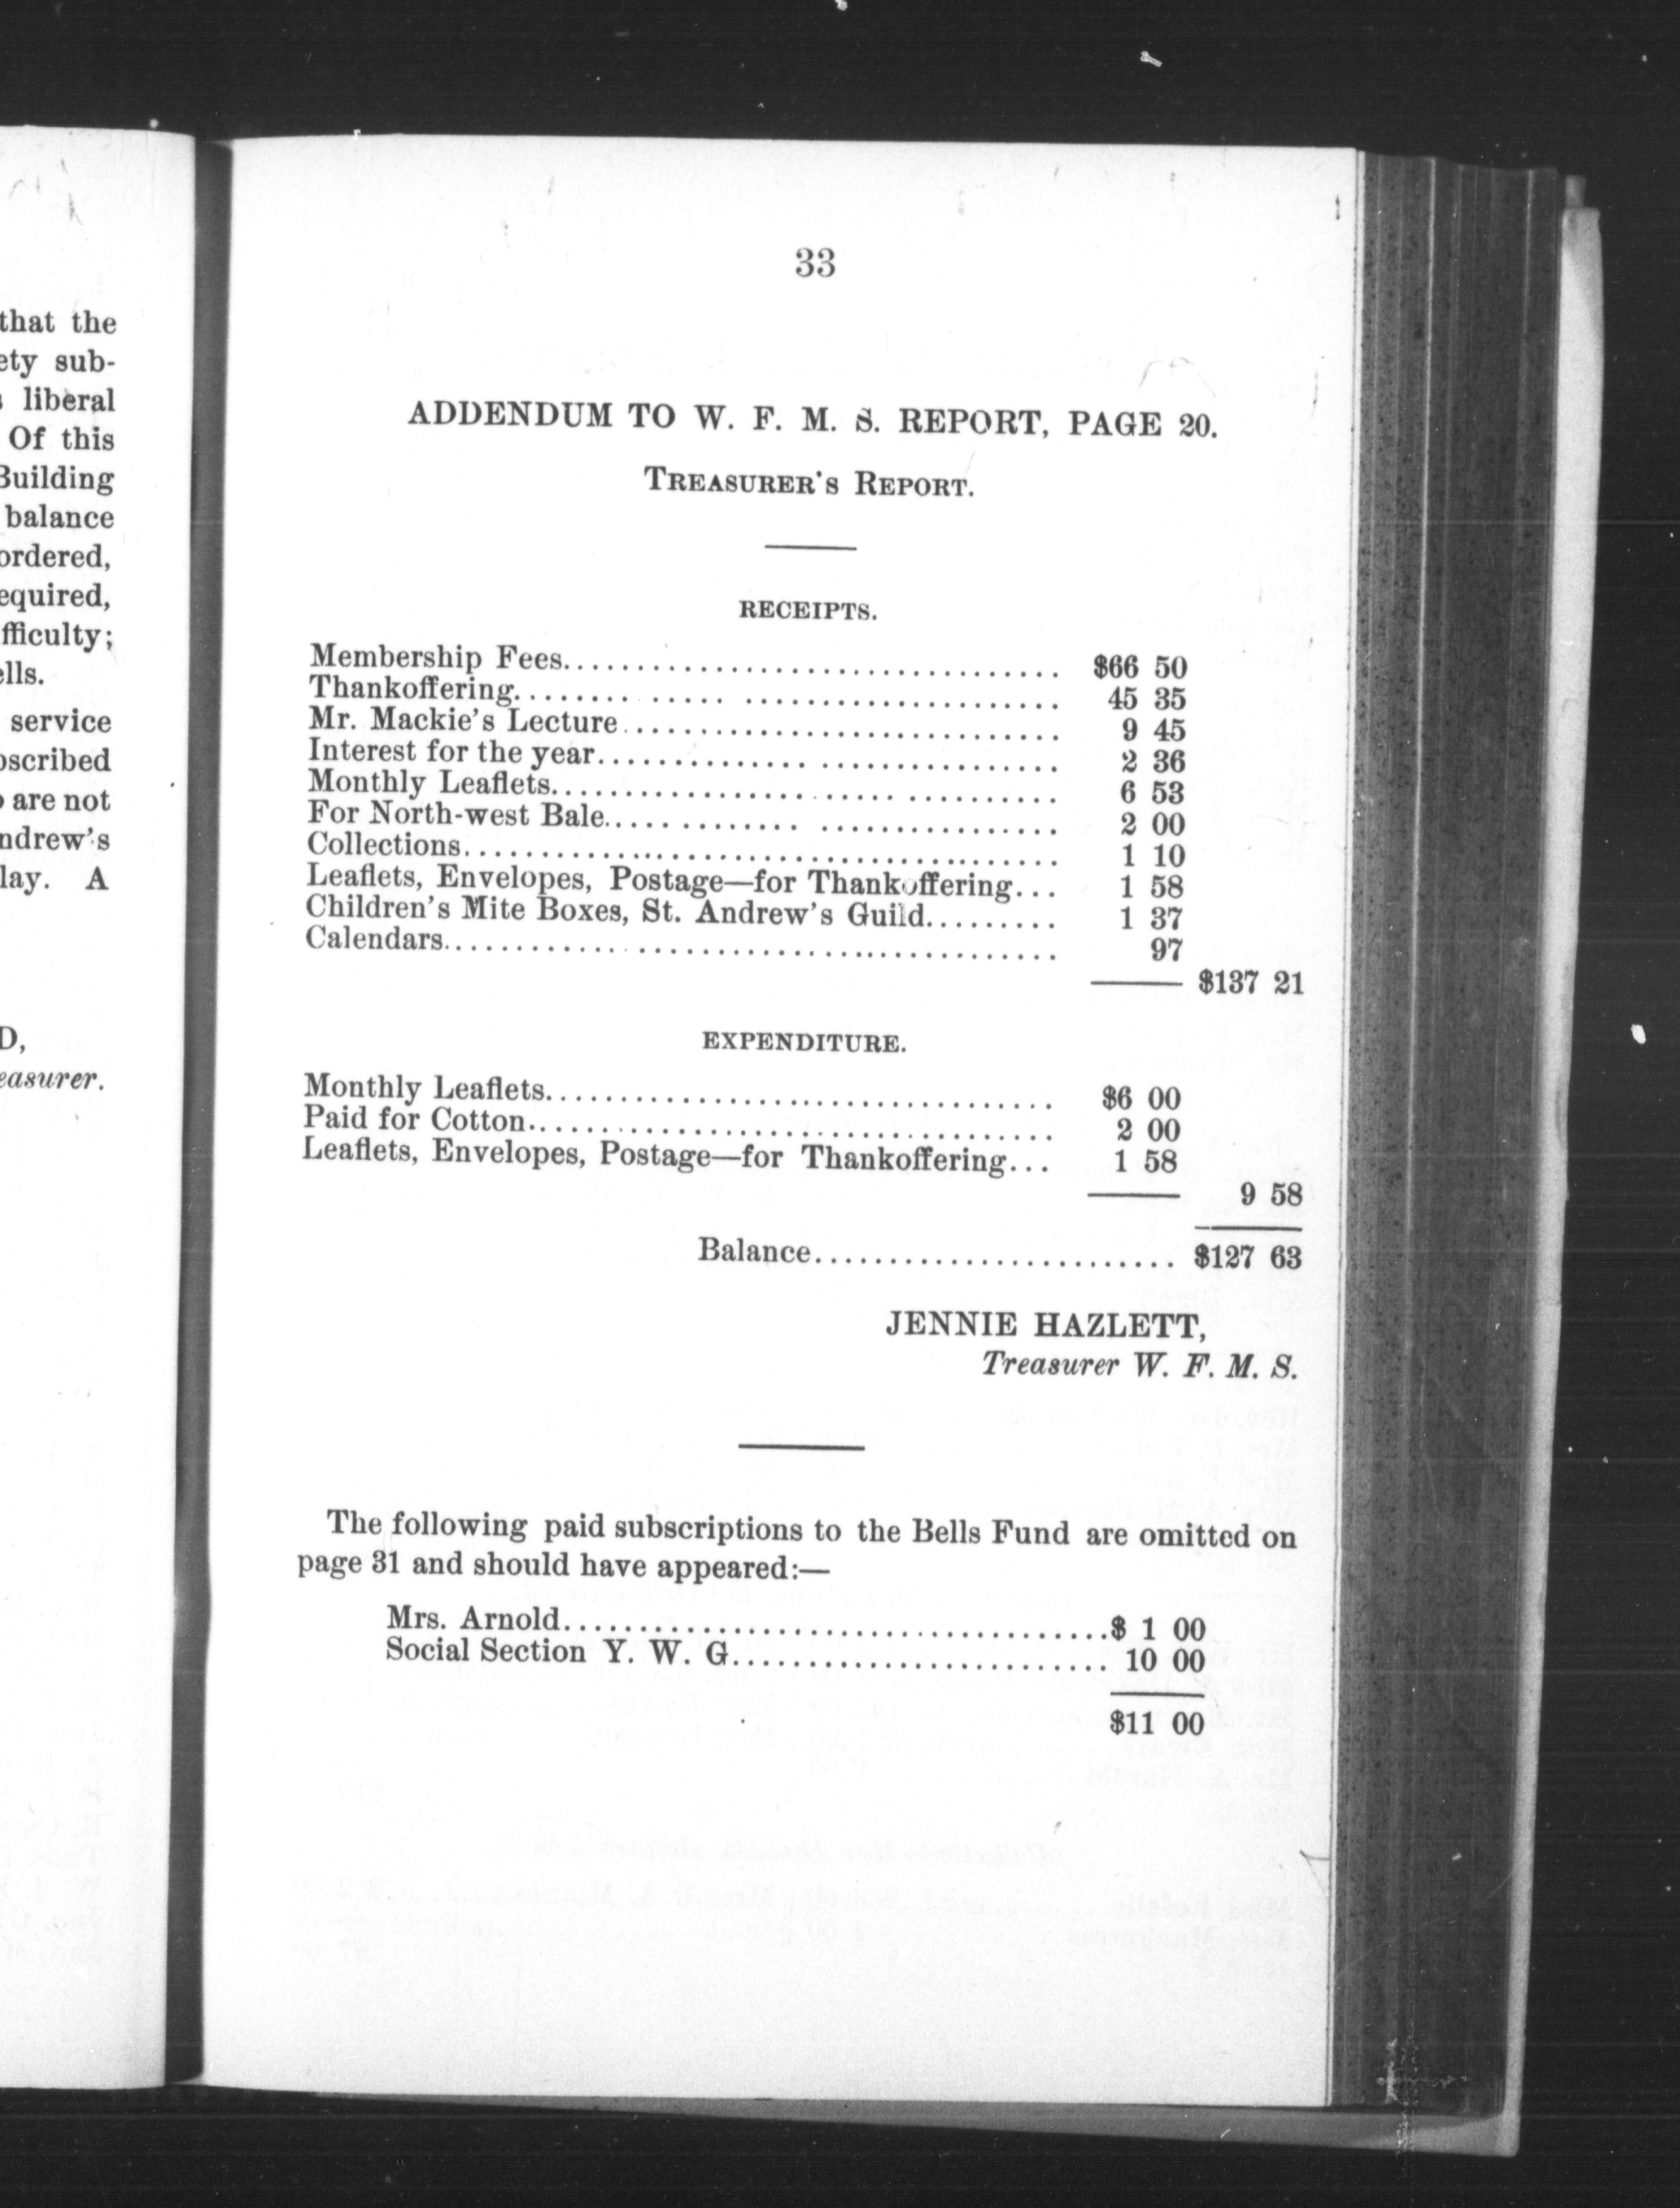 that the
ety sub-
liberal
Of this
Building
balance
ordered,
equired,
fficulty;
ells.
service
bscribed
are not
ndrew's
lay. A
D,
easurer.
33
ADDENDUM TO W. F. M. S. REPORT, PAGE 20.
TREASURER'S REPORT.
RECEIPTS.
Membership Fees.................................. $66 50
Thankoffering.................................. 45 35
Mr. Mackie's Lecture.............................. 9 45
Interest for the year.............................. 2 36
Monthly Leaflets.................................. 6 53
For North-west Bale.............................. 2 00
Collections........................................ 1 10
Leaflets, Envelopes, Postage—for Thankoffering... 1 58
Children's Mite Boxes, St. Andrew's Guild......... 1 37
Calendars.......................................... 97
$137 21
EXPENDITURE.
Monthly Leaflets.................................. $6 00
Paid for Cotton.................................... 2 00
Leaflets, Envelopes, Postage—for Thankoffering... 1 58
9 58
Balance........................ $127 63
JENNIE HAZLETT,
Treasurer W. F. M. S.
The following paid subscriptions to the Bells Fund are omitted on
page 31 and should have appeared:—
Mrs. Arnold....................................$ 1 00
Social Section Y. W. G......................... 10 00
$11 00